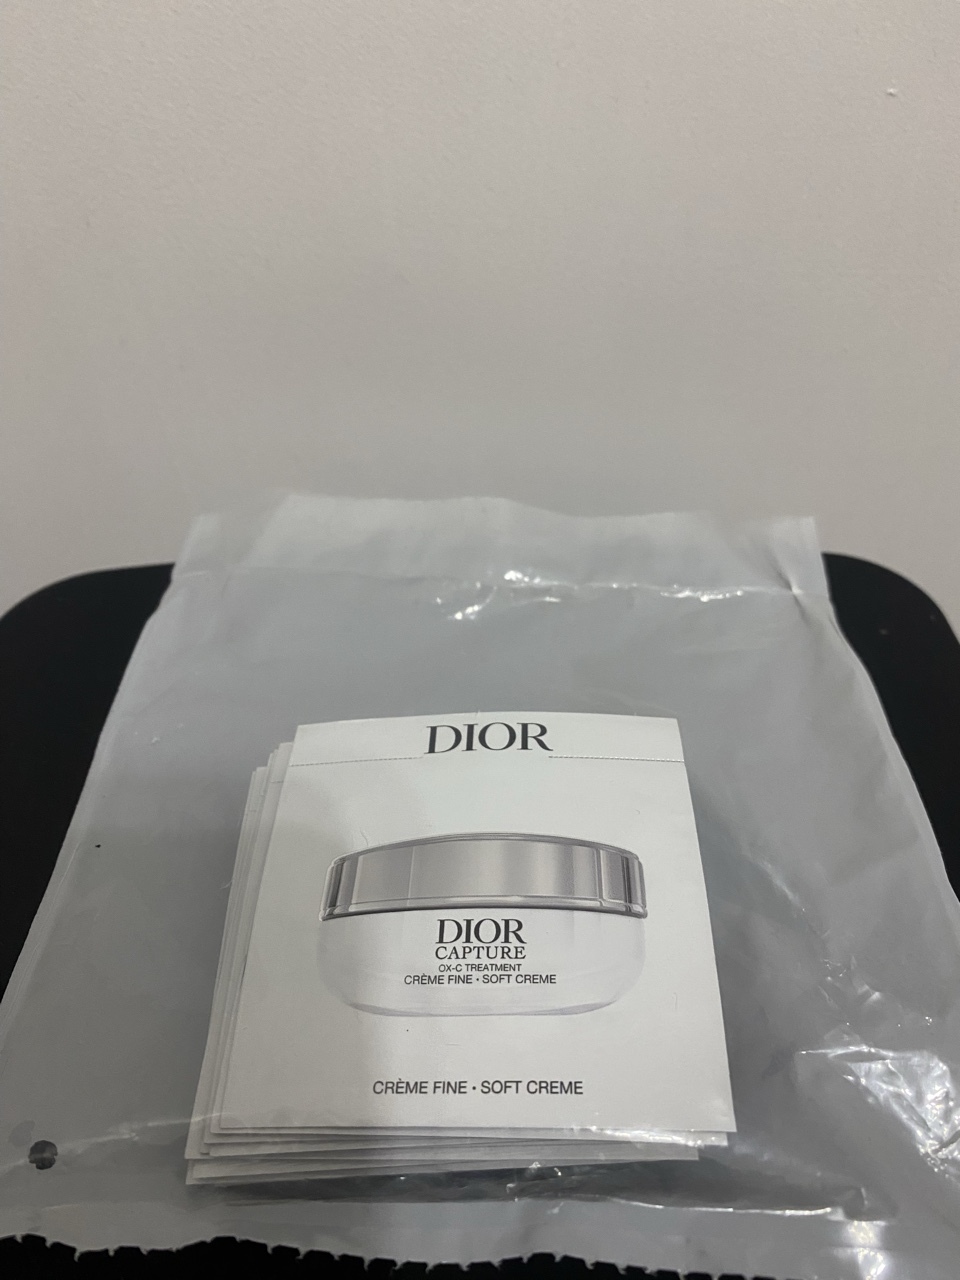 DIOR
DIOR
CAPTURE
OX-C TREATMENT
CRÈME FINE • SOFT CREME
CRÈME FINE • SOFT CREME